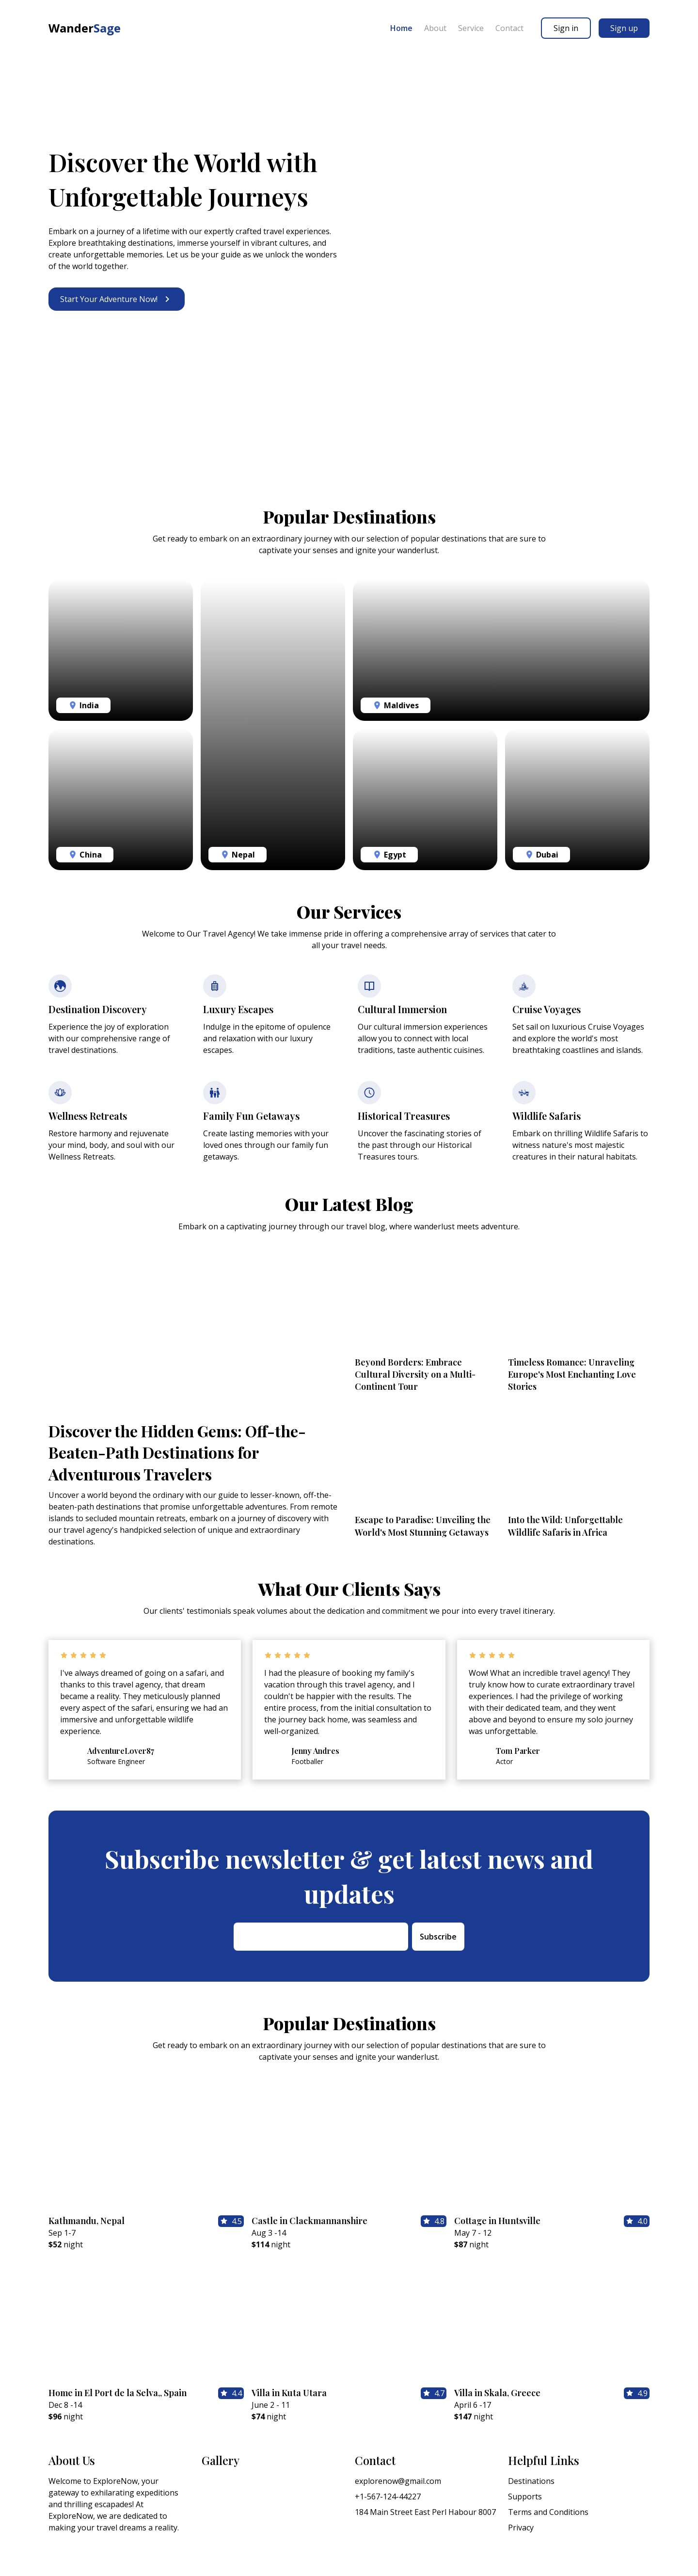 WanderSage
Home About Service Contact Sign in Sign up
Discover the World with
Unforgettable Journeys
Embark on a journey of a lifetime with our expertly crafted travel experiences.
Explore breathtaking destinations, immerse yourself in vibrant cultures, and
create unforgettable memories. Let us be your guide as we unlock the wonders
of the world together.
Start Your Adventure Now!
Popular Destinations
Get ready to embark on an extraordinary journey with our selection of popular destinations that are sure to
captivate your senses and ignite your wanderlust.
India
Maldives
China
Nepal
Egypt
Dubai
Our Services
Welcome to Our Travel Agency! We take immense pride in offering a comprehensive array of services that cater to
all your travel needs.
Destination Discovery
Experience the joy of exploration
with our comprehensive range of
travel destinations.
Luxury Escapes
Indulge in the epitome of opulence
and relaxation with our luxury
escapes.
Cultural Immersion
Our cultural immersion experiences
allow you to connect with local
traditions, taste authentic cuisines.
Cruise Voyages
Set sail on luxurious Cruise Voyages
and explore the world's most
breathtaking coastlines and islands.
Wellness Retreats
Restore harmony and rejuvenate
your mind, body, and soul with our
Wellness Retreats.
Family Fun Getaways
Create lasting memories with your
loved ones through our family fun
getaways.
Historical Treasures
Uncover the fascinating stories of
the past through our Historical
Treasures tours.
Wildlife Safaris
Embark on thrilling Wildlife Safaris to
witness nature's most majestic
creatures in their natural habitats.
Our Latest Blog
Embark on a captivating journey through our travel blog, where wanderlust meets adventure.
Discover the Hidden Gems: Off-the-
Beaten-Path Destinations for
Adventurous Travelers
Uncover a world beyond the ordinary with our guide to lesser-known, off-the-
beaten-path destinations that promise unforgettable adventures. From remote
islands to secluded mountain retreats, embark on a journey of discovery with
our travel agency's handpicked selection of unique and extraordinary
destinations.
Beyond Borders: Embrace
Cultural Diversity on a Multi-
Continent Tour
Timeless Romance: Unraveling
Europe's Most Enchanting Love
Stories
Escape to Paradise: Unveiling the
World's Most Stunning Getaways
Into the Wild: Unforgettable
Wildlife Safaris in Africa
What Our Clients Says
Our clients' testimonials speak volumes about the dedication and commitment we pour into every travel itinerary.
I've always dreamed of going on a safari, and
thanks to this travel agency, that dream
became a reality. They meticulously planned
every aspect of the safari, ensuring we had an
immersive and unforgettable wildlife
experience.
AdventureLover87
Software Engineer
I had the pleasure of booking my family's
vacation through this travel agency, and I
couldn't be happier with the results. The
entire process, from the initial consultation to
the journey back home, was seamless and
well-organized.
Jenny Andres
Footballer
Wow! What an incredible travel agency! They
truly know how to curate extraordinary travel
experiences. I had the privilege of working
with their dedicated team, and they went
above and beyond to ensure my solo journey
was unforgettable.
Tom Parker
Actor
Subscribe newsletter & get latest news and
updates
Subscribe
Popular Destinations
Get ready to embark on an extraordinary journey with our selection of popular destinations that are sure to
captivate your senses and ignite your wanderlust.
Kathmandu, Nepal 4.5
Sep 1-7
$52 night
Castle in Clackmannanshire 4.8
Aug 3 -14
$114 night
Cottage in Huntsville 4.0
May 7 - 12
$87 night
Home in El Port de la Selva,, Spain 4.4
Dec 8 -14
$96 night
Villa in Kuta Utara 4.7
June 2 - 11
$74 night
Villa in Skala, Greece 4.9
April 6 -17
$147 night
About Us
Welcome to ExploreNow, your
gateway to exhilarating expeditions
and thrilling escapades! At
ExploreNow, we are dedicated to
making your travel dreams a reality.
Gallery
Contact
explorenow@gmail.com
+1-567-124-44227
184 Main Street East Perl Habour 8007
Helpful Links
Destinations
Supports
Terms and Conditions
Privacy